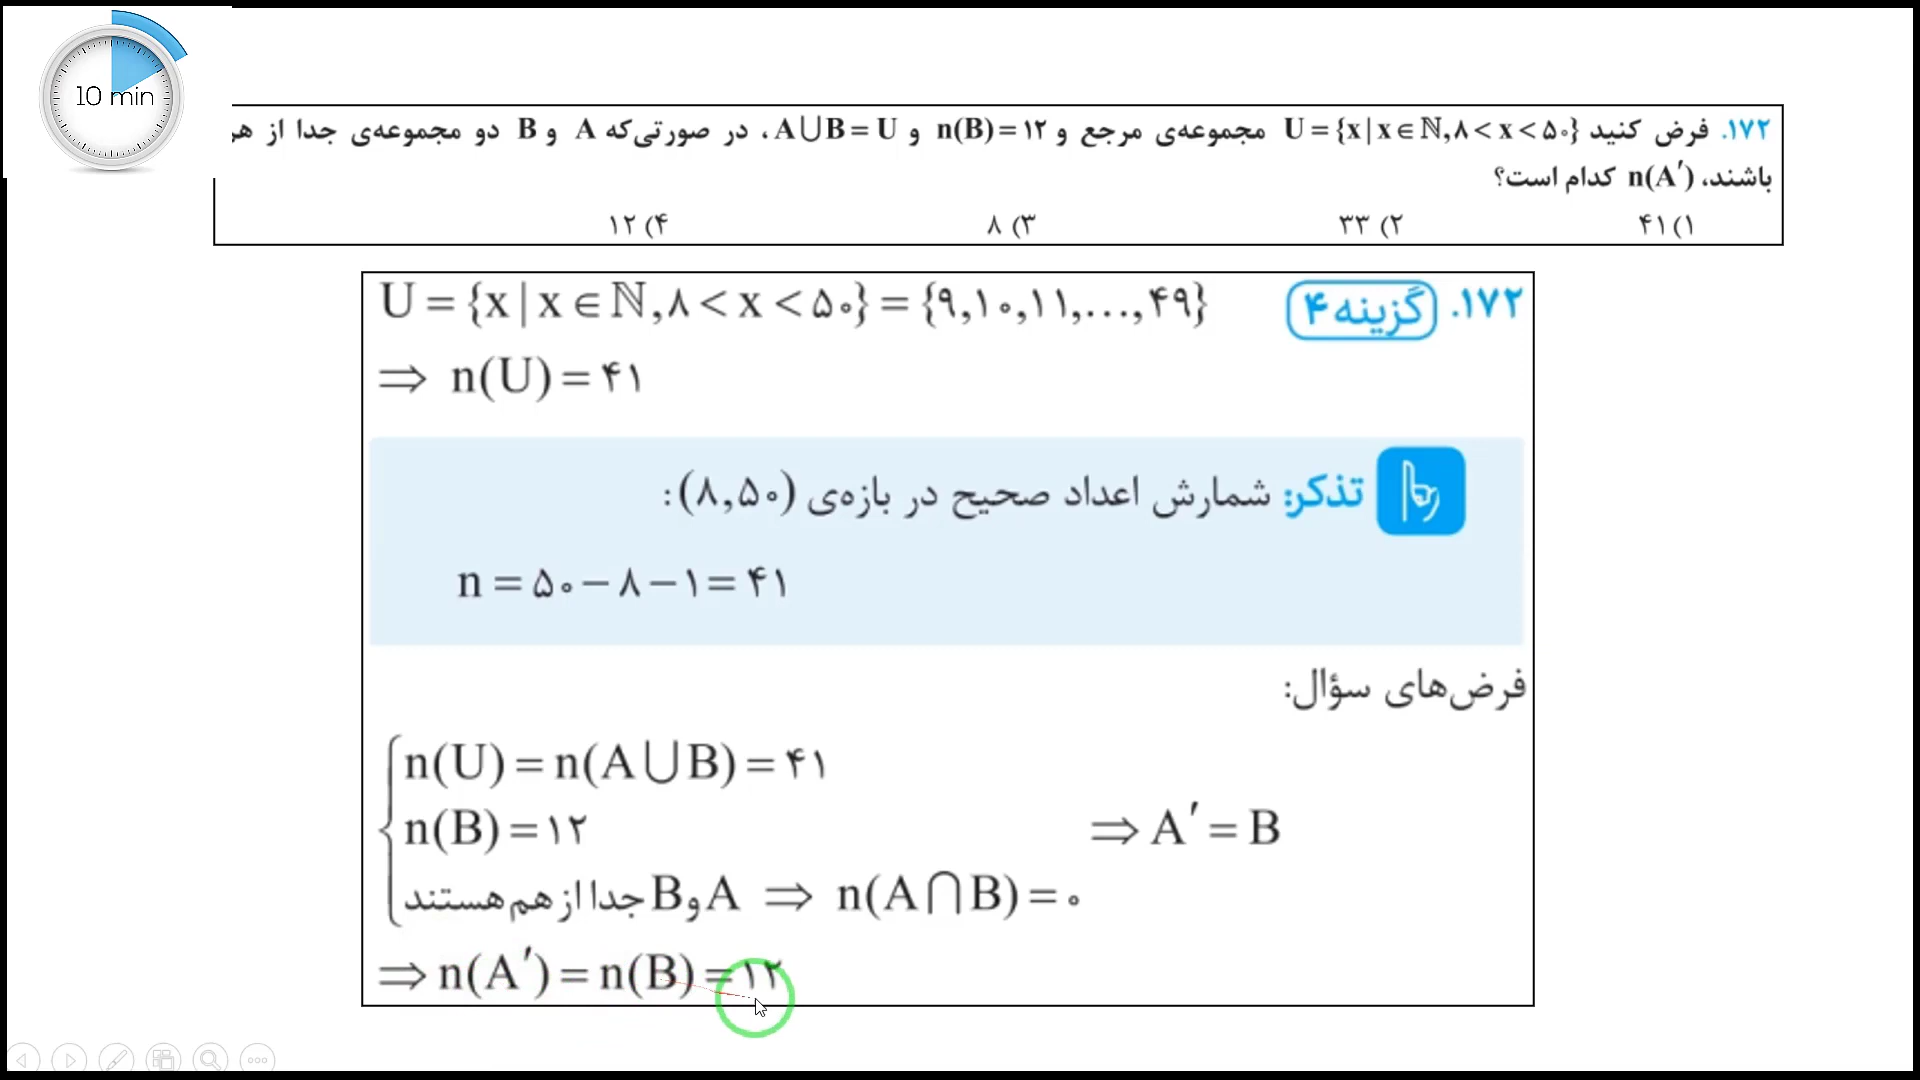 10 min
۱۷۲. فرض کنید U = {x | x ∈ ℕ, ۸ < x < ۵۰} مجموعه‌ی مرجع و n(B) = ۱۲ و A ∪ B = U، در صورتی‌که A و B دو مجموعه‌ی جدا از هر
باشند، n(A′) کدام است؟
۱) ۴۱ ۲) ۳۳ ۳) ۸ ۴) ۱۲
۱۷۲. گزینه ۴ U = {x | x ∈ ℕ, ۸ < x < ۵۰} = {۹, ۱۰, ۱۱, ..., ۴۹}
⇒ n(U) = ۴۱
تذکر: شمارش اعداد صحیح در بازه‌ی (۸, ۵۰):
n = ۵۰ − ۸ − ۱ = ۴۱
فرض‌های سؤال:
n(U) = n(A ∪ B) = ۴۱
n(B) = ۱۲ ⇒ A′ = B
A و B جدا از هم هستند ⇒ n(A ∩ B) = ۰
⇒ n(A′) = n(B) = ۱۲